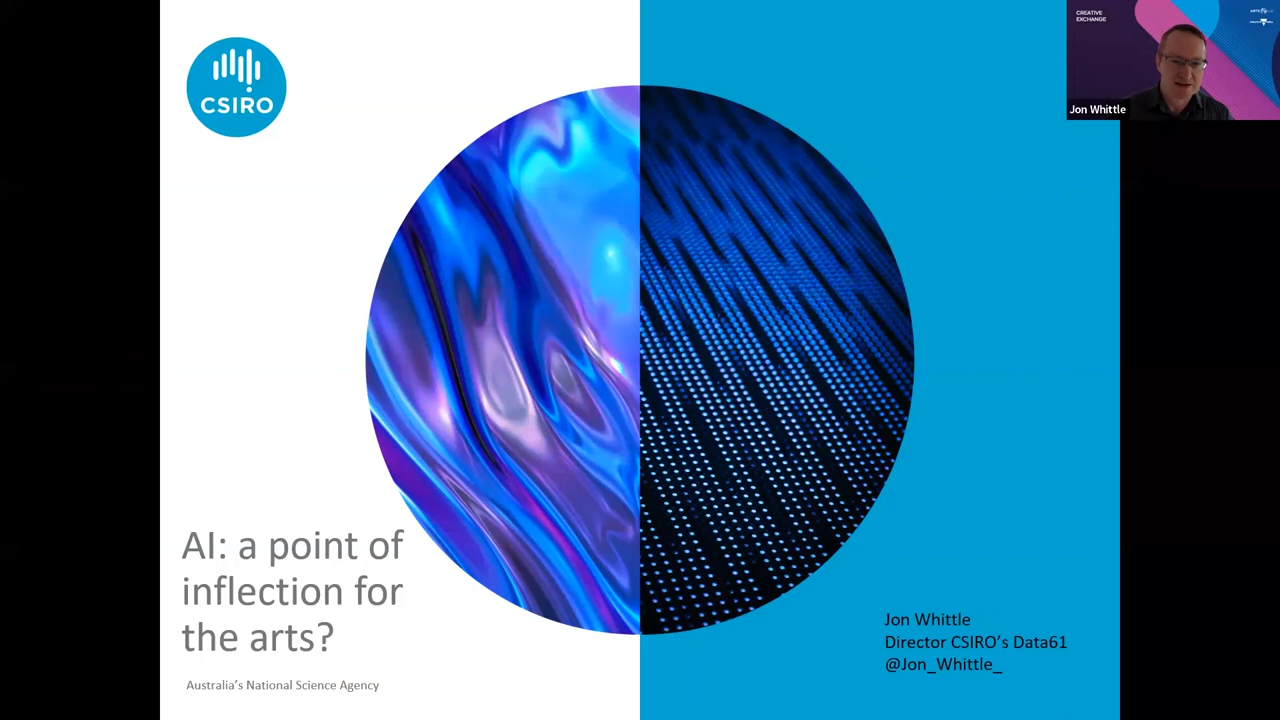 CSIRO
AI: a point of
inflection for
the arts?
Australia's National Science Agency
Jon Whittle
Director CSIRO's Data61
@Jon_Whittle_
CREATIVE
EXCHANGE
Jon Whittle